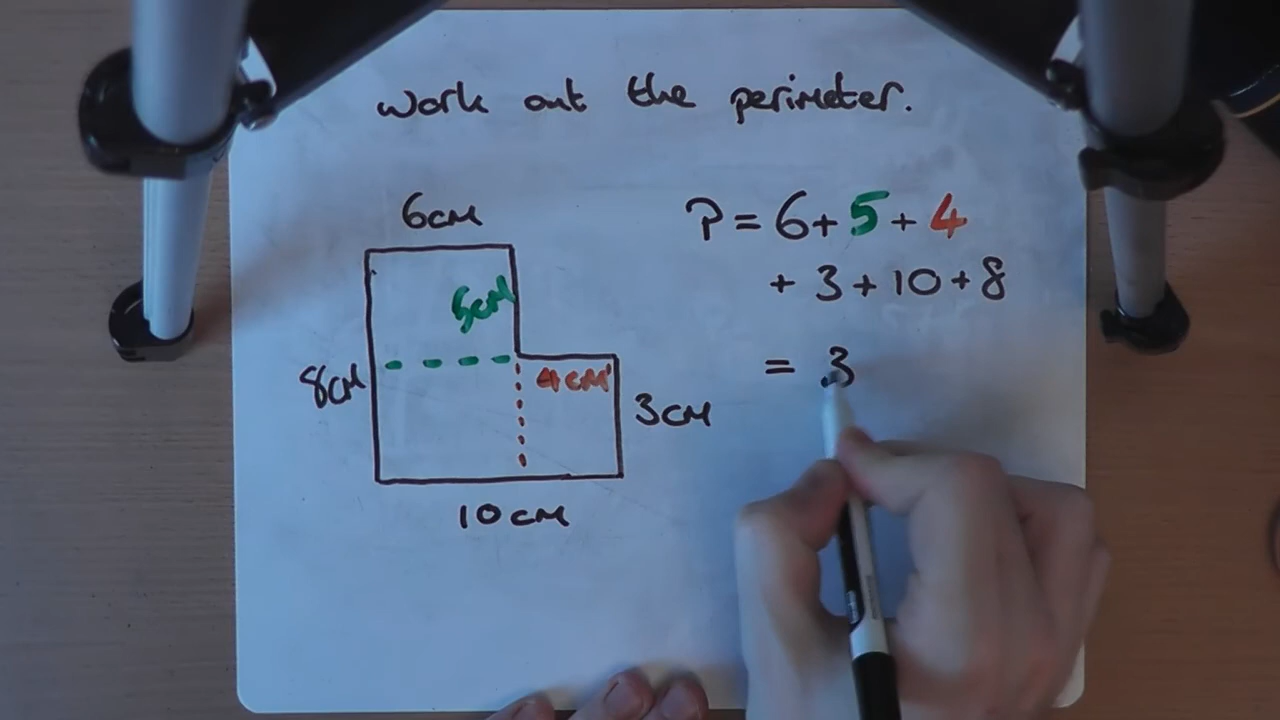 Work out the perimeter.
6cm
P = 6 + 5 + 4
+ 3 + 10 + 8
5cm
= 3
8cm
4cm
3cm
10cm